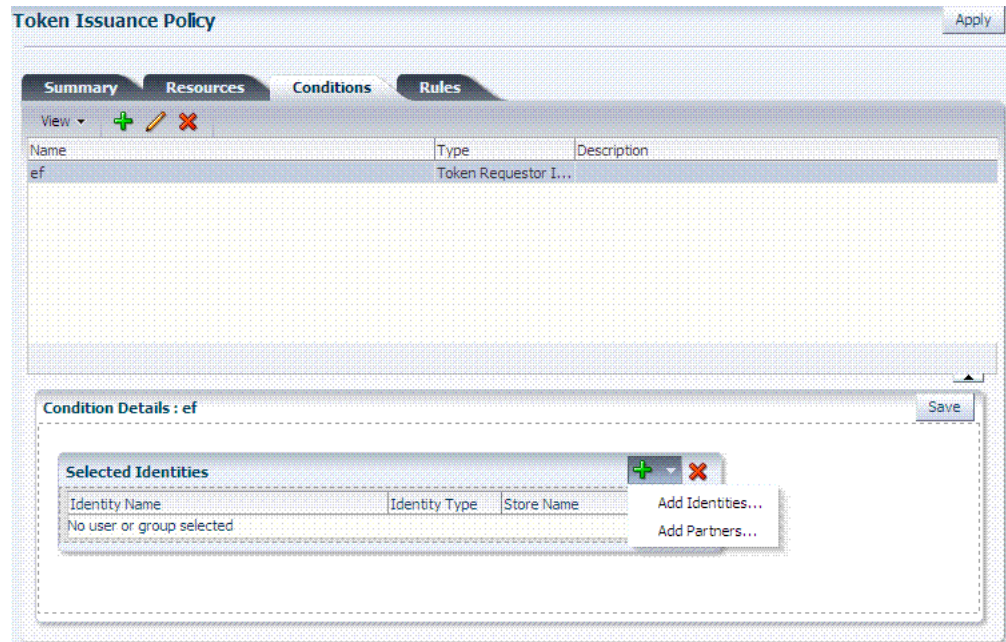 Token Issuance Policy
Apply
Summary Resources Conditions Rules
View
Name Type Description
ef Token Requestor I...
Condition Details : ef
Save
Selected Identities
Identity Name Identity Type Store Name
No user or group selected
Add Identities...
Add Partners...